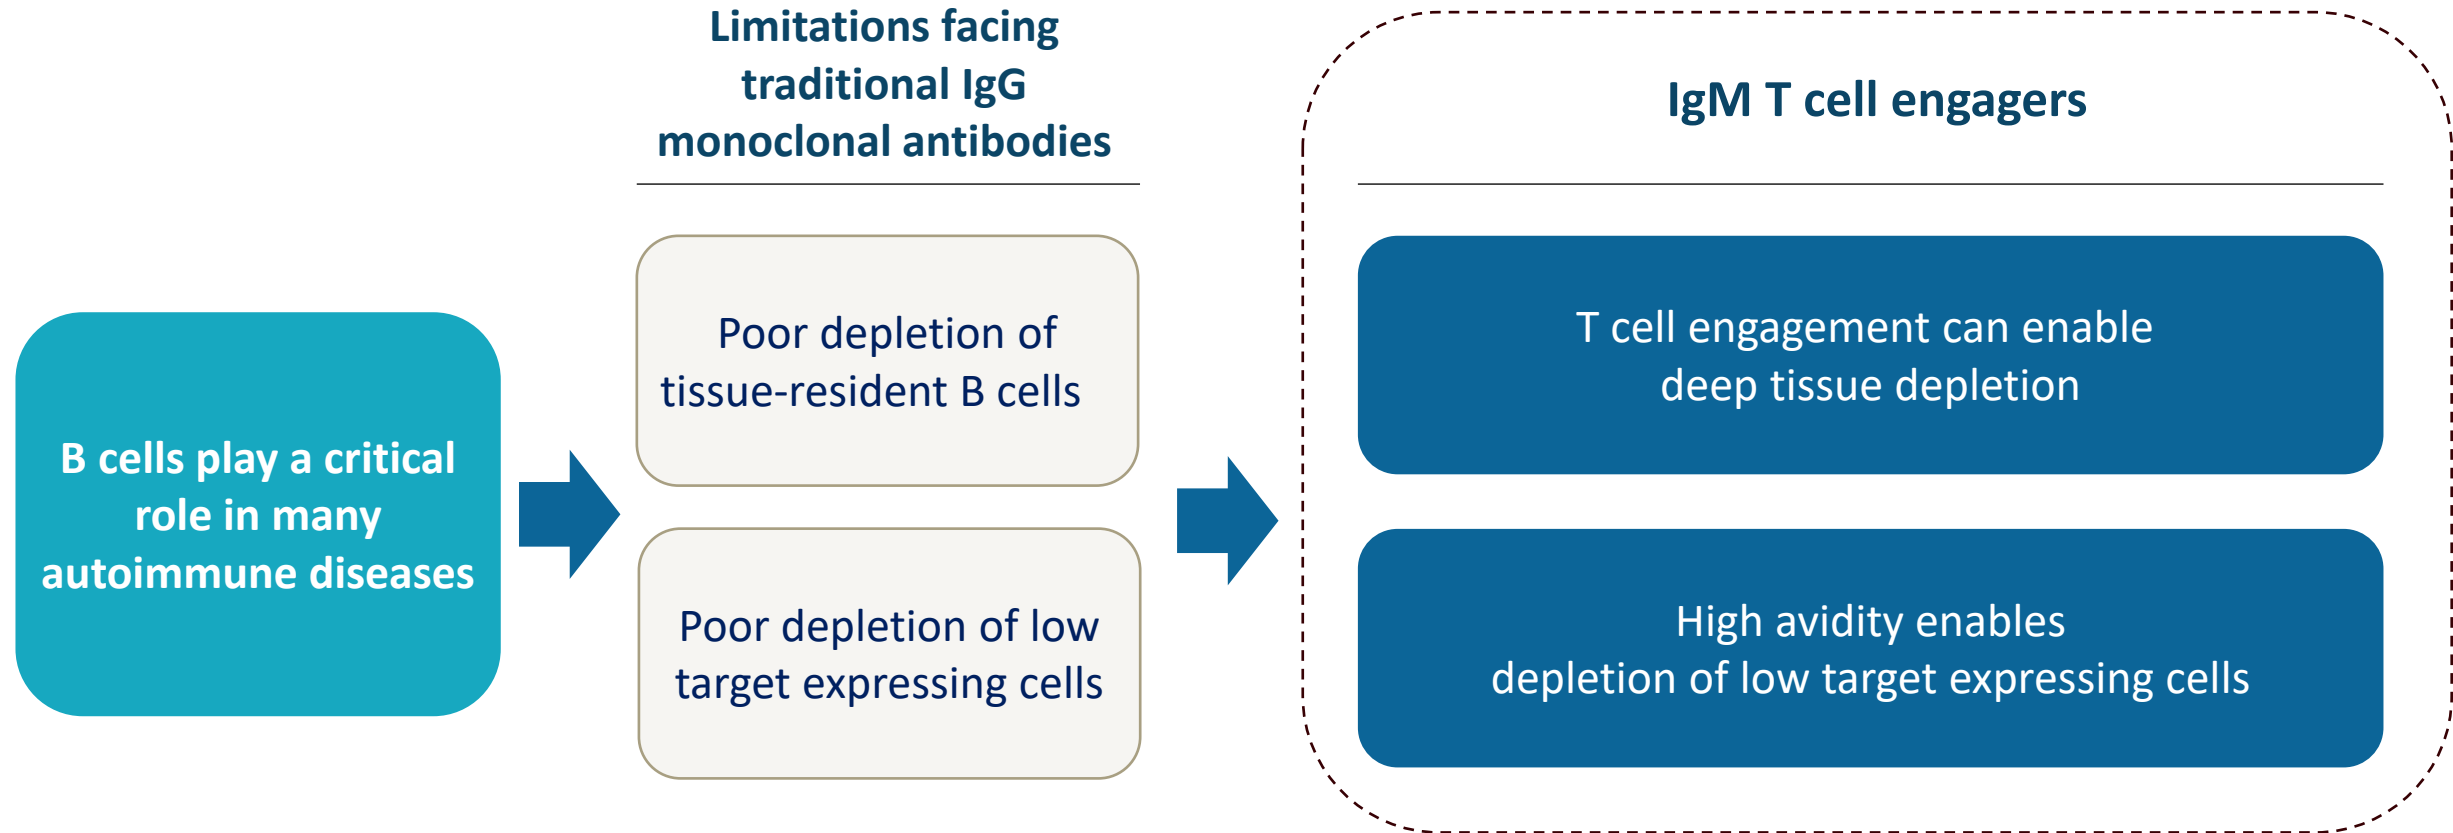 B cells play a critical
role in many
autoimmune diseases
Limitations facing
traditional IgG
monoclonal antibodies
Poor depletion of
tissue-resident B cells
Poor depletion of low
target expressing cells
IgM T cell engagers
T cell engagement can enable
deep tissue depletion
High avidity enables
depletion of low target expressing cells